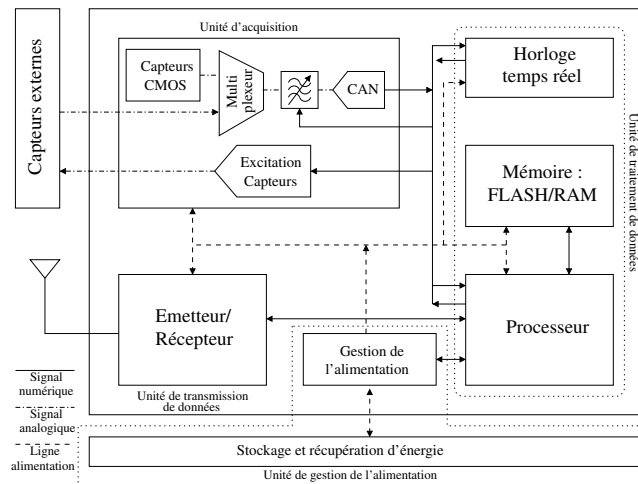 Unité d'acquisition
Capteurs externes
Capteurs
CMOS
Multi
plexeur
CAN
Excitation
Capteurs
Horloge
temps réel
Mémoire :
FLASH/RAM
Unité de traitement de
données
Emetteur/
Récepteur
Processeur
Gestion de
l'alimentation
Unité de transmission
de données
Signal
numérique
Signal
analogique
Ligne
alimentation
Stockage et récupération d'énergie
Unité de gestion de l'alimentation